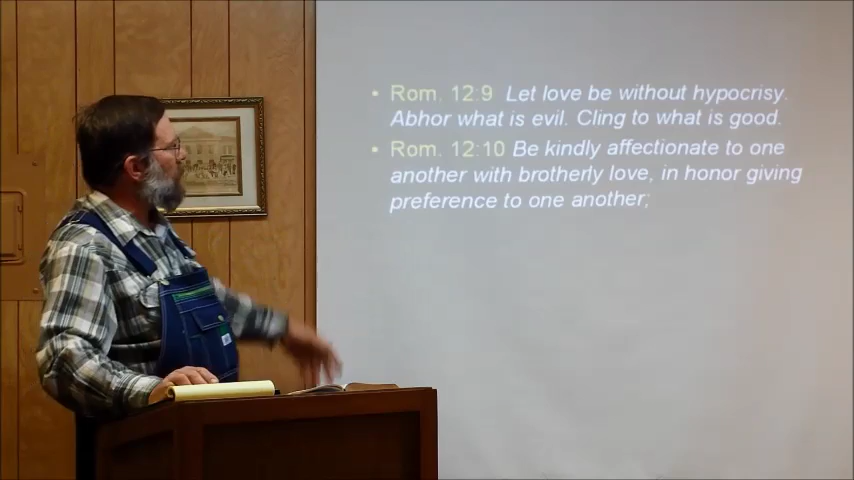 • Rom. 12:9 Let love be without hypocrisy.
Abhor what is evil. Cling to what is good.
• Rom. 12:10 Be kindly affectionate to one
another with brotherly love, in honor giving
preference to one another;